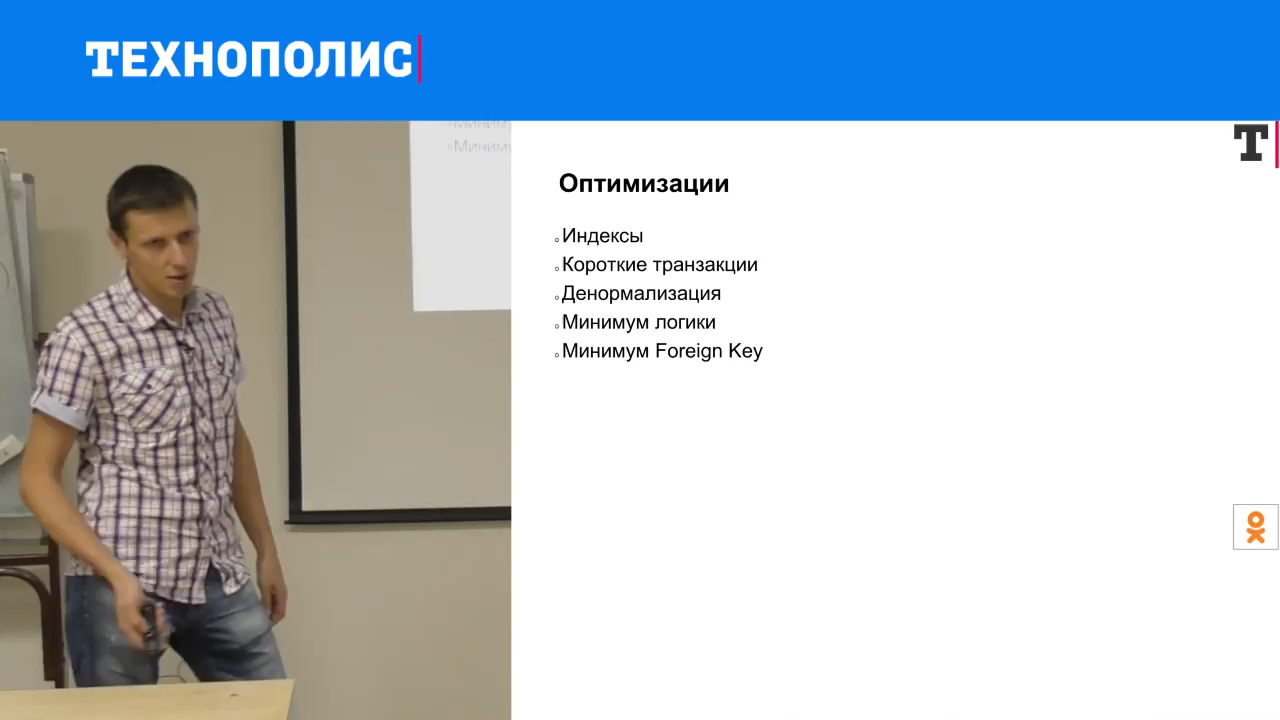 ТЕХНОПОЛИС
Т
Оптимизации
Индексы
Короткие транзакции
Денормализация
Минимум логики
Минимум Foreign Key